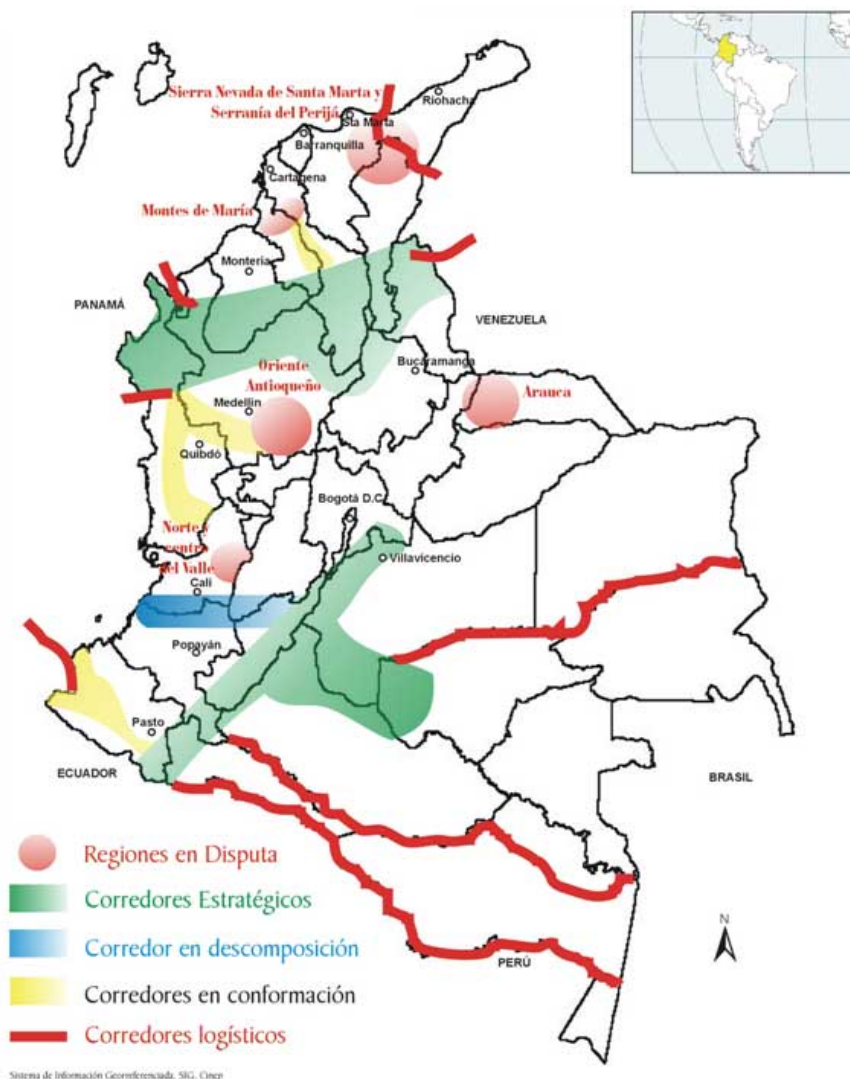 Sierra Nevada de Santa Marta y
Serranía del Perijá
Riohacha
Sta Marta
Barranquilla
Cartagena
Montes de María
Montería
PANAMÁ
VENEZUELA
Bucaramanga
Oriente
Antioqueño
Arauca
Medellín
Quibdó
Bogotá D.C.
Norte y
centro
del Valle
Villavicencio
Cali
Popayán
Pasto
ECUADOR
BRASIL
Regiones en Disputa
Corredores Estratégicos
Corredor en descomposición
N
PERÚ
Corredores en conformación
Corredores logísticos
Sistema de Información Georreferenciada, SIG, Cinep